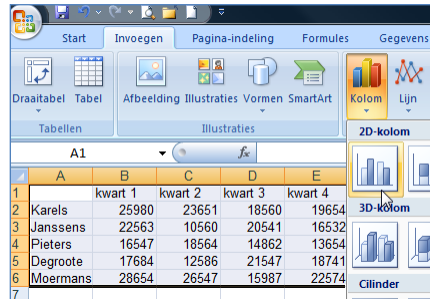 Start Invoegen Pagina-indeling Formules Gegevens
Draaitabel Tabel Afbeelding Illustraties Vormen SmartArt Kolom Lijn
Tabellen Illustraties
2D-kolom
A1 fx
3D-kolom
Cilinder
A B C D E
1 kwart 1 kwart 2 kwart 3 kwart 4
2 Karels 25980 23651 18560 19654
3 Janssens 22563 10560 20541 16532
4 Pieters 16547 18564 14862 13654
5 Degroote 17684 12586 21547 18741
6 Moermans 28654 26547 15987 22574
7